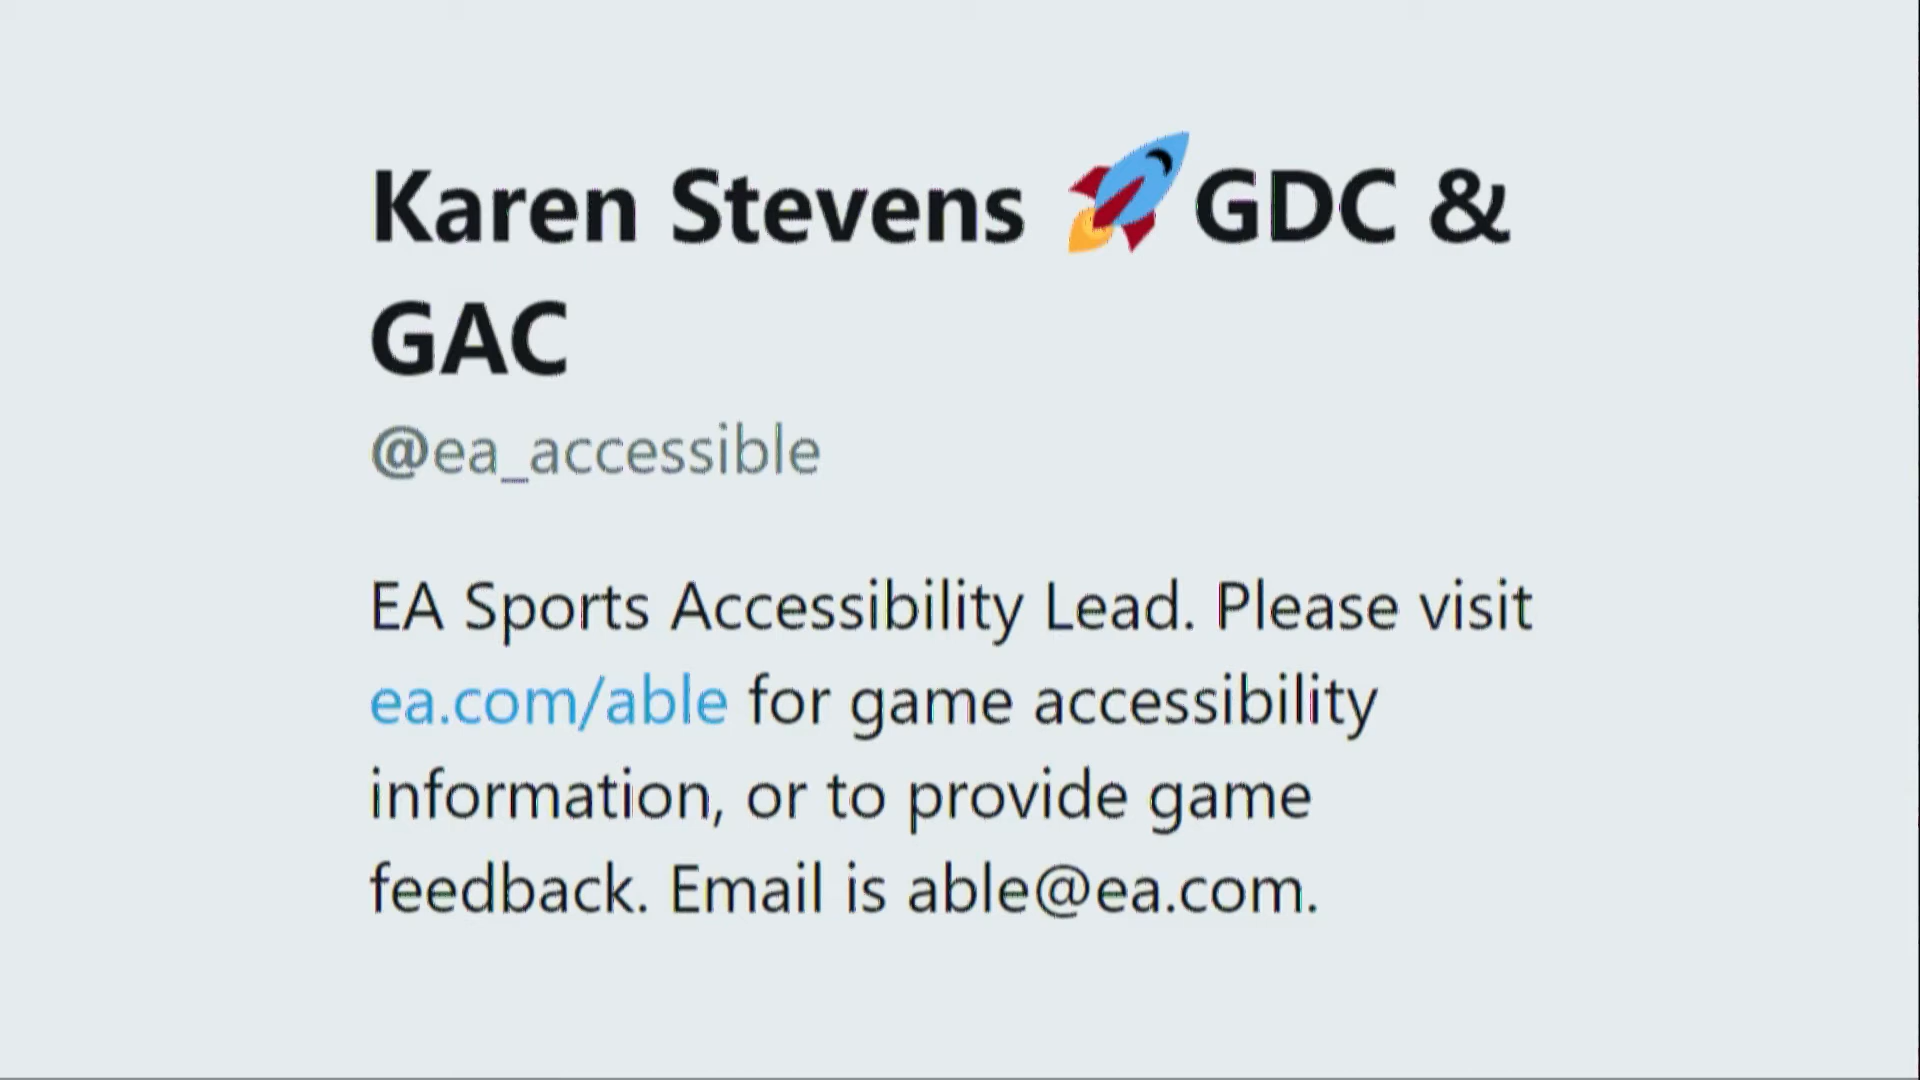 Karen Stevens 🚀GDC &
GAC
@ea_accessible
EA Sports Accessibility Lead. Please visit
ea.com/able for game accessibility
information, or to provide game
feedback. Email is able@ea.com.